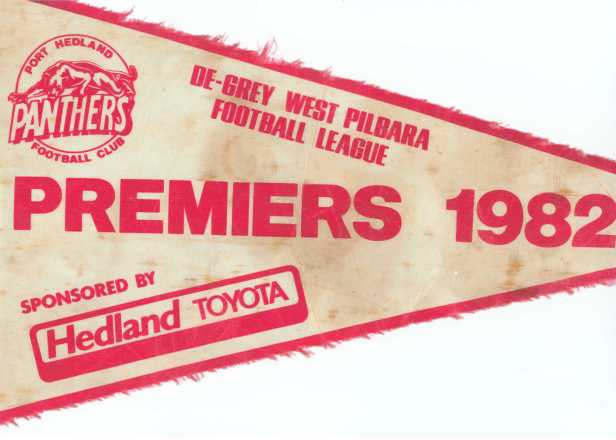 PORT HEDLAND
PANTHERS
FOOTBALL CLUB
DE-GREY WEST PILBARA
FOOTBALL LEAGUE
PREMIERS 1982
SPONSORED BY
Hedland TOYOTA